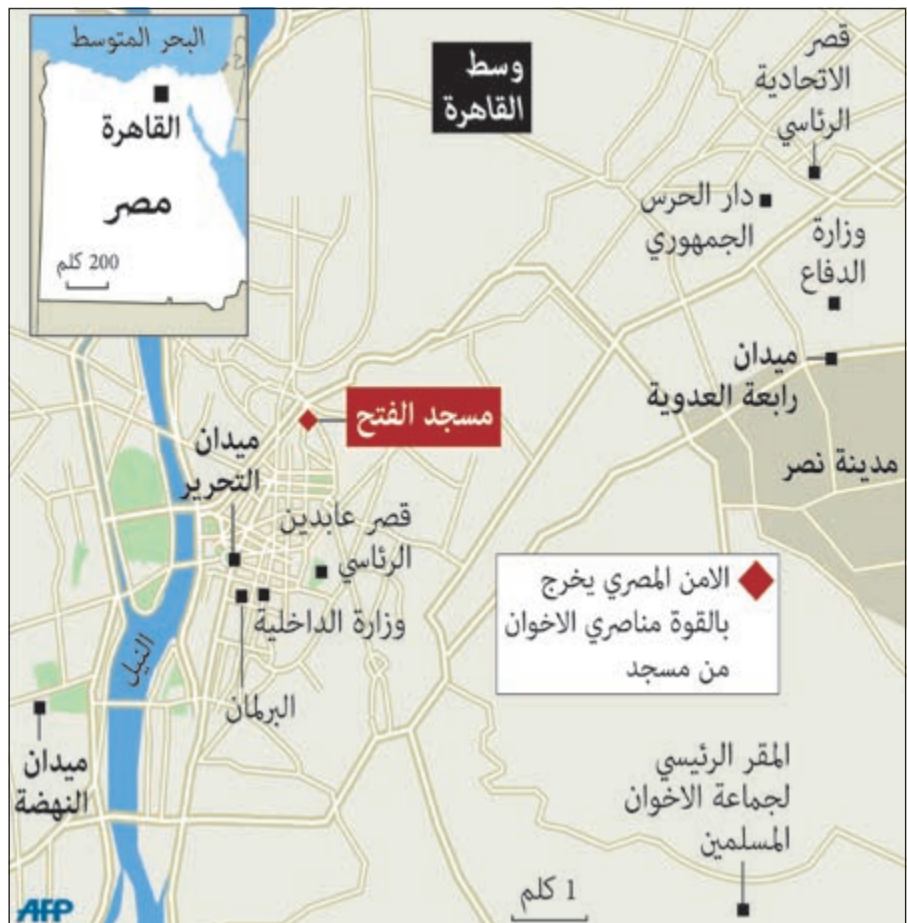 البحر المتوسط
القاهرة
مصر
200 كلم
وسط
القاهرة
قصر
الاتحادية
الرئاسي
دار الحرس
الجمهوري
وزارة
الدفاع
ميدان
رابعة العدوية
مدينة نصر
مسجد الفتح
ميدان
التحرير
قصر عابدين
الرئاسي
وزارة الداخلية
البرلمان
النيل
ميدان
النهضة
الامن المصري يخرج
بالقوة مناصري الاخوان
من مسجد
المقر الرئيسي
لجماعة الاخوان
المسلمين
1 كلم
AFP